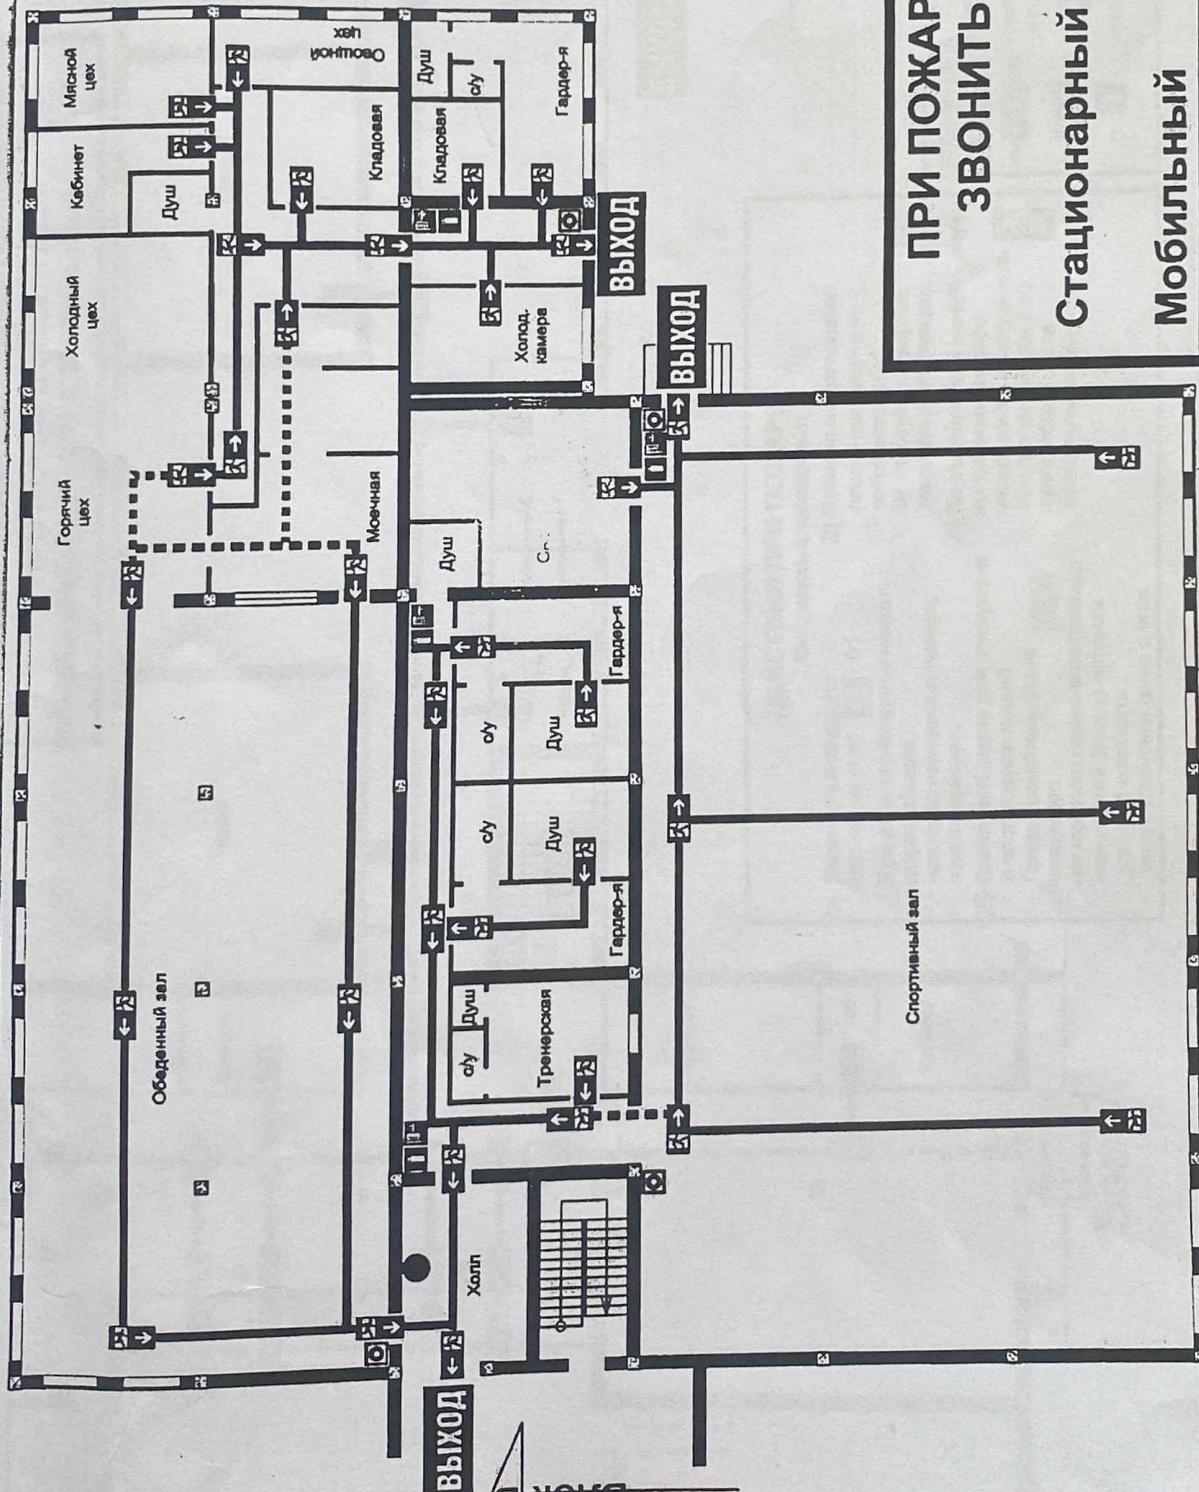 Мясной
цех
Овощной
цех
Душ
с/у
Гардер-я
Кабинет
Душ
Кладовая
Кладовая
ВЫХОД
Холодный
цех
Холод.
камера
ВЫХОД
Горячий
цех
Моечная
Душ
Гардер-я
с/у
Душ
с/у
Душ
Гардер-я
Обеденный зал
Душ
с/у
Тренерская
Спортивный зал
Холл
ВЫХОД
ПРИ ПОЖАР
ЗВОНИТЬ
Стационарный
Мобильный